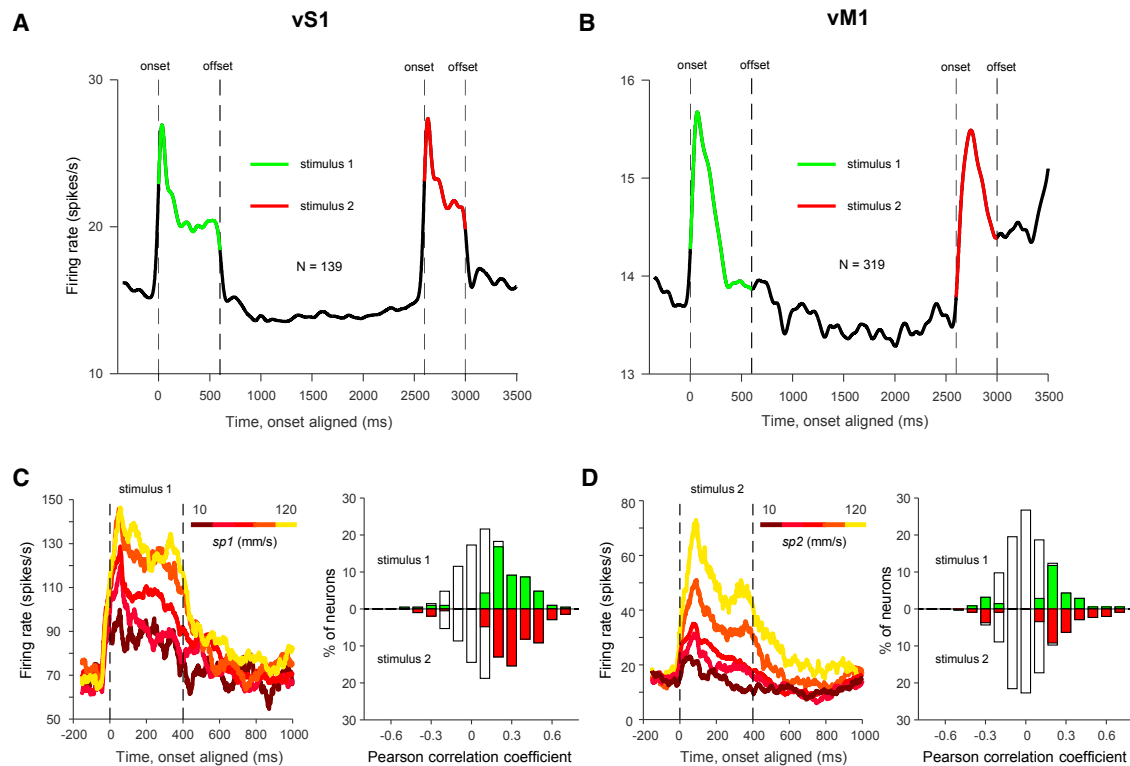 vS1
vM1
A
B
onset
offset
onset
offset
onset
offset
onset
offset
30
20
10
Firing rate (spikes/s)
stimulus 1
stimulus 2
N = 139
0
500
1000
1500
2000
2500
3000
3500
Time, onset aligned (ms)
16
15
14
13
stimulus 1
stimulus 2
N = 319
0
500
1000
1500
2000
2500
3000
3500
Time, onset aligned (ms)
C
stimulus 1
10
120
sp1 (mm/s)
150
130
110
90
70
50
Firing rate (spikes/s)
-200
0
200
400
600
800
1000
Time, onset aligned (ms)
30
20
10
0
10
20
30
% of neurons
stimulus 1
stimulus 2
-0.6
-0.3
0
0.3
0.6
Pearson correlation coefficient
D
stimulus 2
10
120
sp2 (mm/s)
80
60
40
20
0
Firing rate (spikes/s)
-200
0
200
400
600
800
1000
Time, onset aligned (ms)
30
20
10
0
10
20
30
% of neurons
stimulus 1
stimulus 2
-0.6
-0.3
0
0.3
0.6
Pearson correlation coefficient